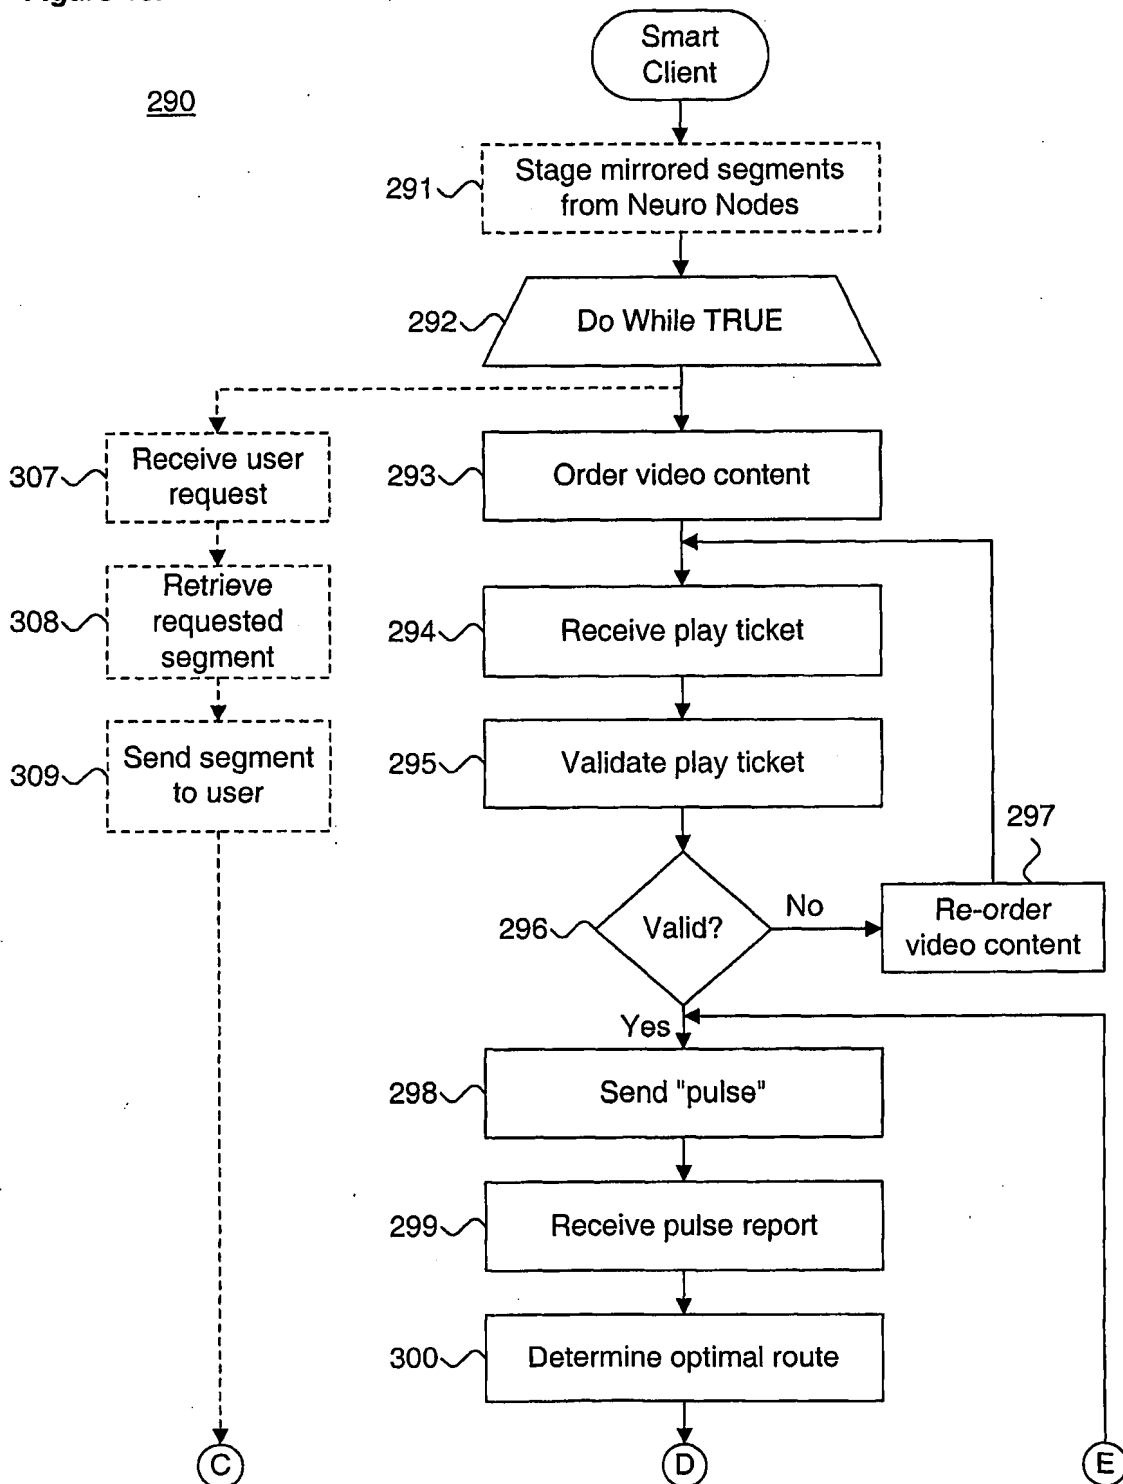 Smart
Client
290
291
Stage mirrored segments
from Neuro Nodes
292
Do While TRUE
307
Receive user
request
293
Order video content
308
Retrieve
requested
segment
294
Receive play ticket
309
Send segment
to user
295
Validate play ticket
297
296
Valid?
No
Re-order
video content
Yes
298
Send "pulse"
299
Receive pulse report
300
Determine optimal route
C
D
E